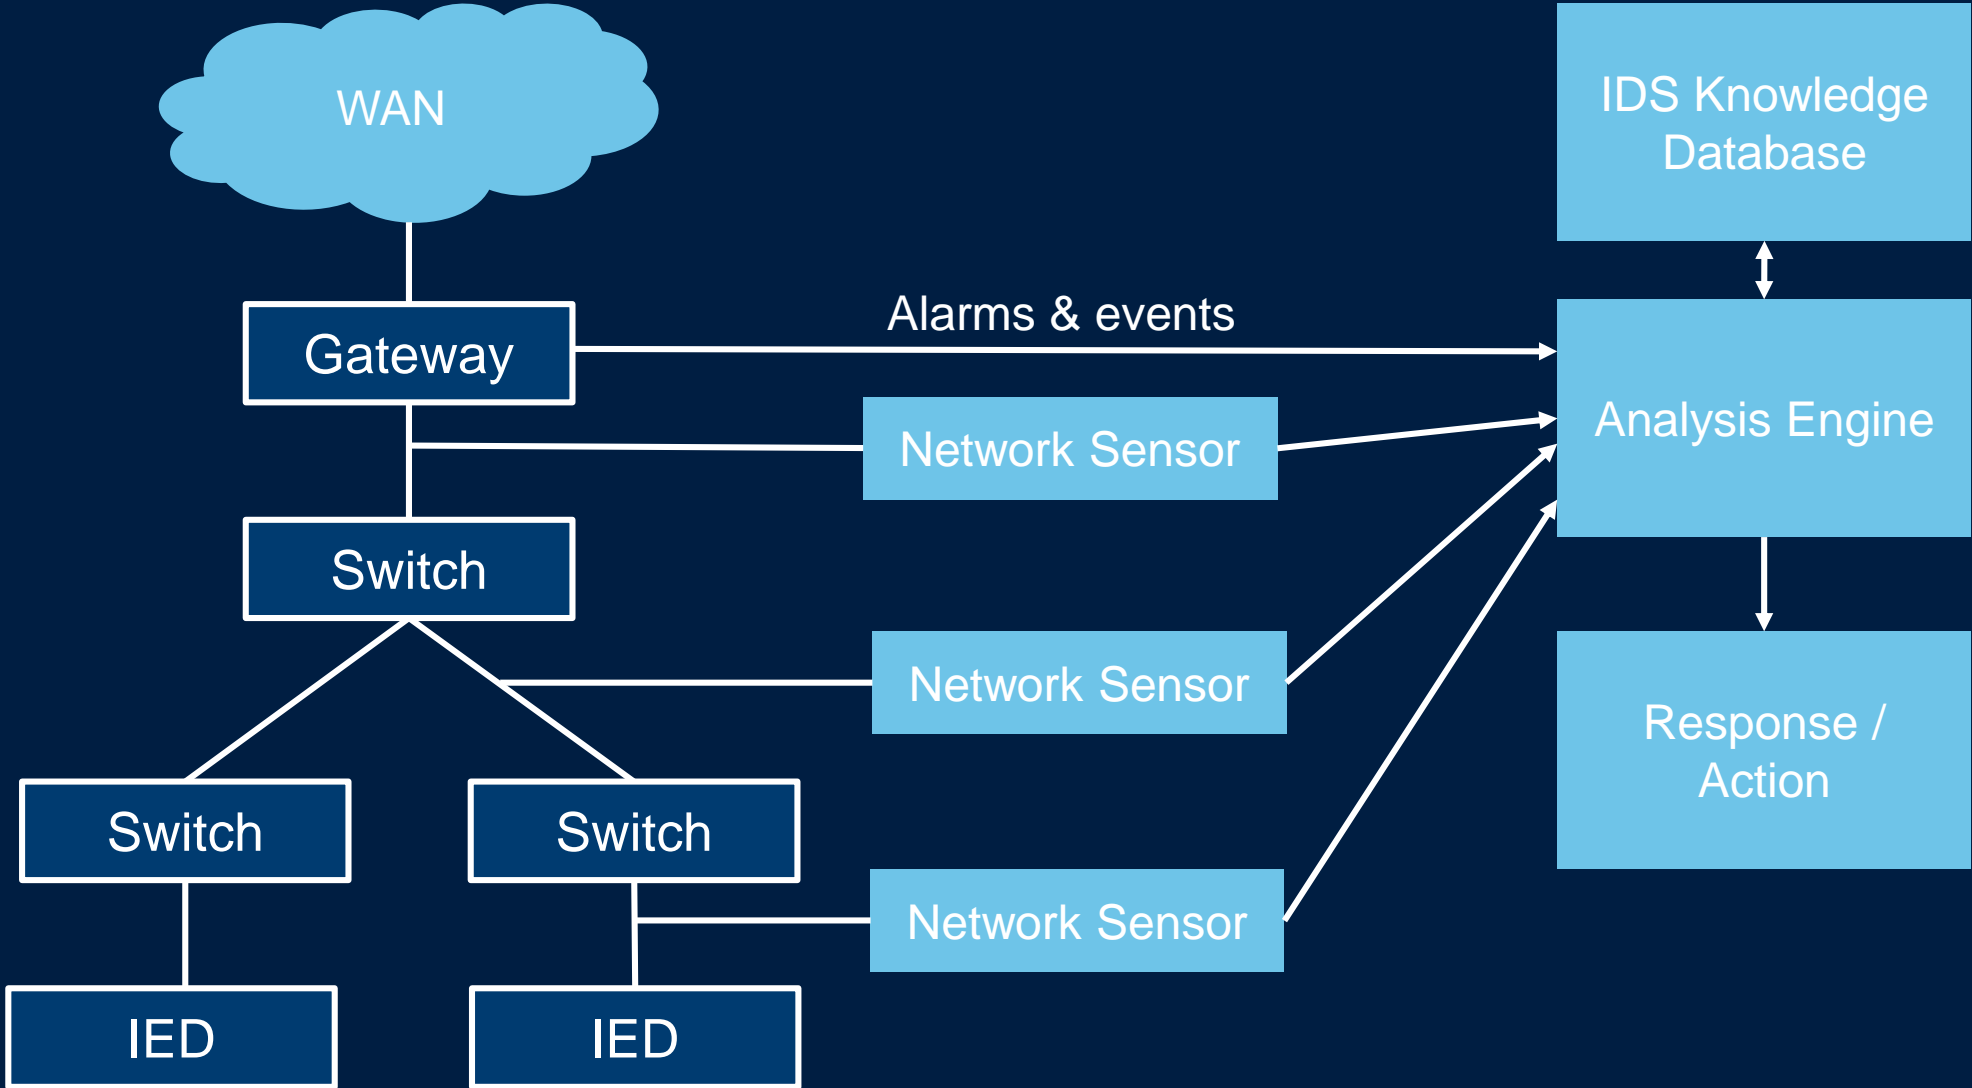 WAN
IDS Knowledge
Database
Alarms & events
Gateway
Analysis Engine
Network Sensor
Switch
Network Sensor
Response /
Action
Switch
Switch
Network Sensor
IED
IED